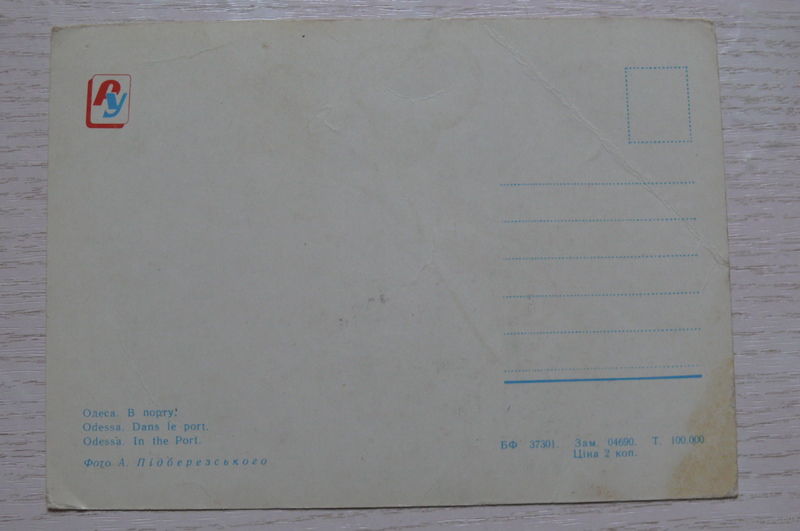 РУ
Одеса. В порту.
Odessa. Dans le port.
Odessa. In the Port.
Фото А. Підберезського
БФ 37301. Зам. 04690. Т. 100.000
Ціна 2 коп.